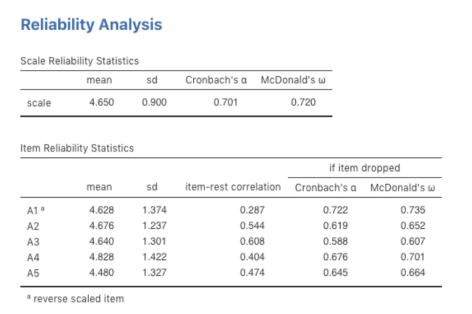 Reliability Analysis
Scale Reliability Statistics
mean sd Cronbach's α McDonald's ω
scale 4.650 0.900 0.701 0.720
Item Reliability Statistics
if item dropped
mean sd item-rest correlation Cronbach's α McDonald's ω
A1 ᵃ 4.628 1.374 0.287 0.722 0.735
A2 4.676 1.237 0.544 0.619 0.652
A3 4.640 1.301 0.608 0.588 0.607
A4 4.828 1.422 0.404 0.676 0.701
A5 4.480 1.327 0.474 0.645 0.664
ᵃ reverse scaled item